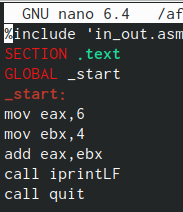 GNU nano 6.4 /af
%include 'in_out.asm
SECTION .text
GLOBAL _start
_start:
mov eax,6
mov ebx,4
add eax,ebx
call iprintLF
call quit